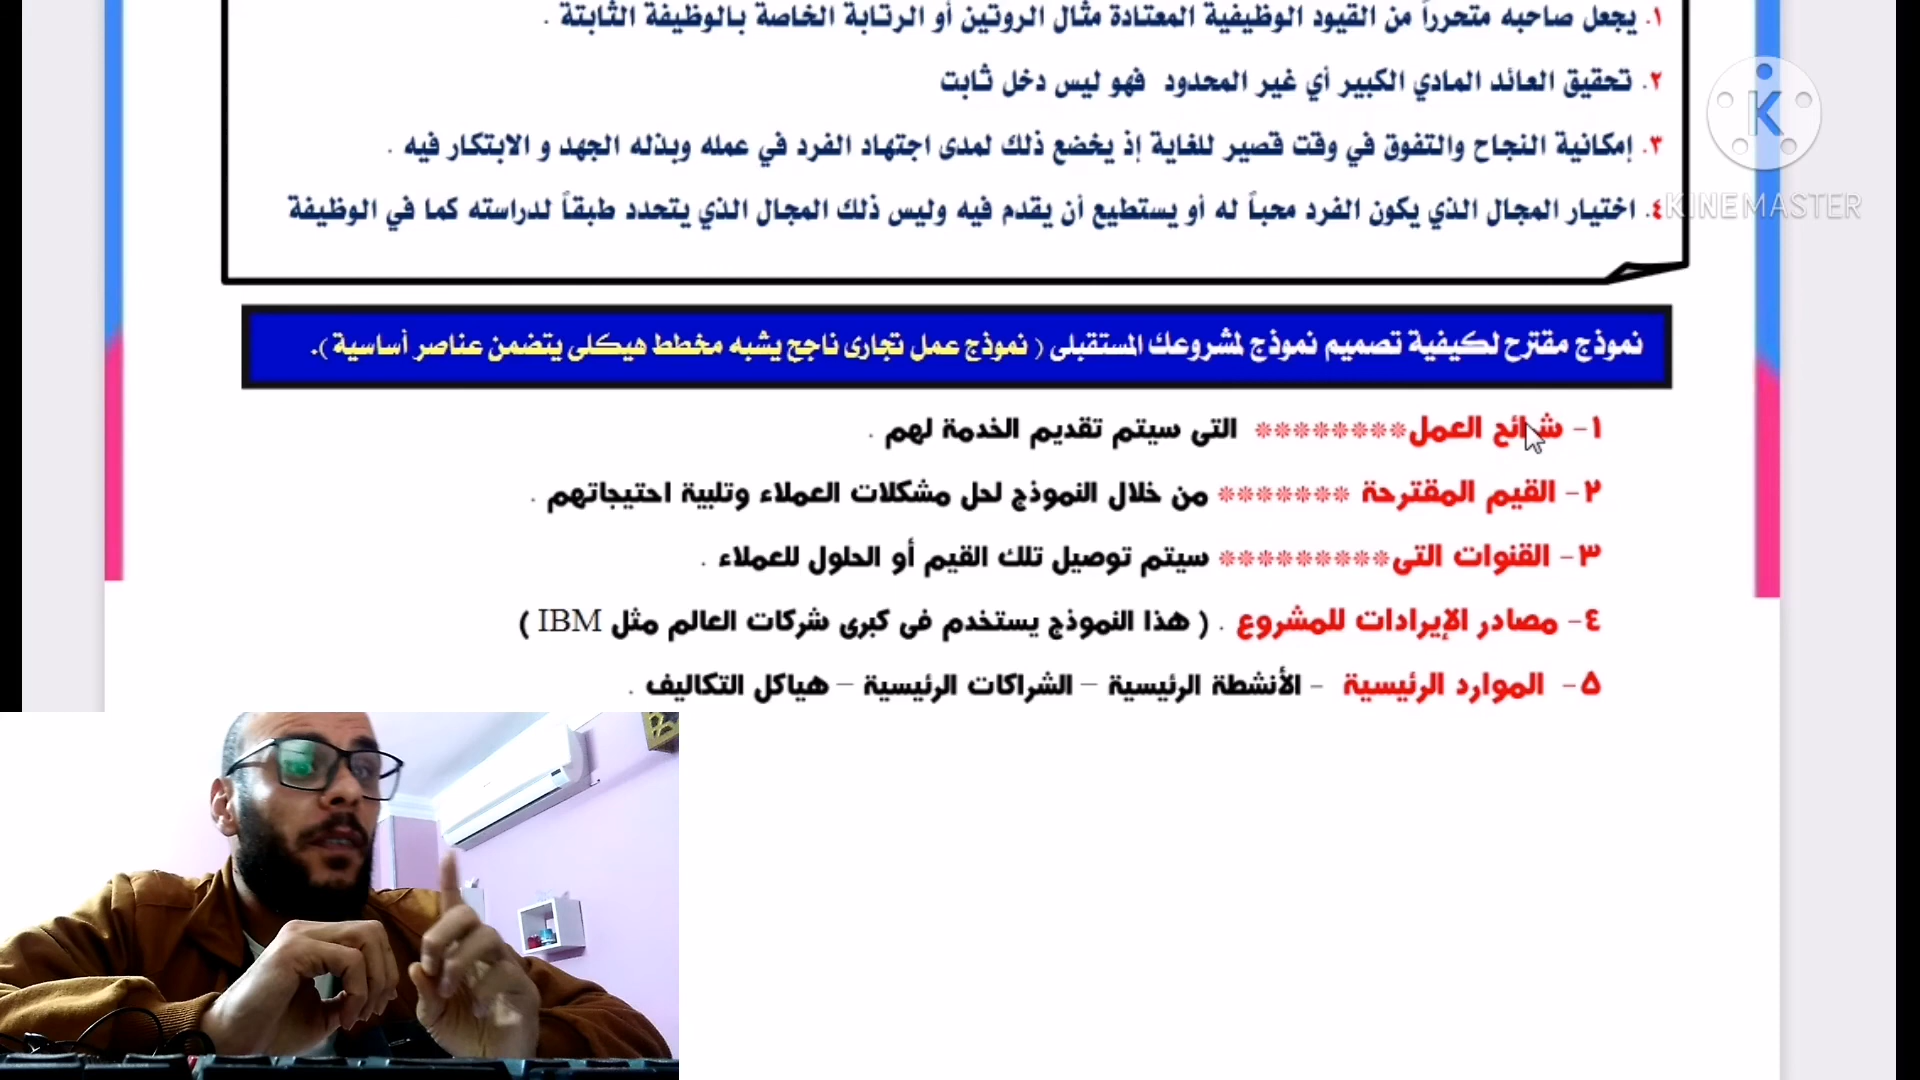 ١. يجعل صاحبه متحرراً من القيود الوظيفية المعتادة مثال الروتين أو الرتابة الخاصة بالوظيفة الثابتة .
٢. تحقيق العائد المادي الكبير أي غير المحدود فهو ليس دخل ثابت
٣. إمكانية النجاح والتفوق في وقت قصير للغاية إذ يخضع ذلك لمدى اجتهاد الفرد في عمله وبذله الجهد و الابتكار فيه .
٤. اختيار المجال الذي يكون الفرد محباً له أو يستطيع أن يقدم فيه وليس ذلك المجال الذي يتحدد طبقاً لدراسته كما في الوظيفة
K
KINEMASTER
نموذج مقترح لكيفية تصميم نموذج لمشروعك المستقبلى ( نموذج عمل تجارى ناجح يشبه مخطط هيكلى يتضمن عناصر أساسية ).
١- شرائح العمل******** التى سيتم تقديم الخدمة لهم .
٢- القيم المقترحة ******* من خلال النموذج لحل مشكلات العملاء وتلبية احتيجاتهم .
٣- القنوات التى********* سيتم توصيل تلك القيم أو الحلول للعملاء .
٤- مصادر الإيرادات للمشروع . ( هذا النموذج يستخدم فى كبرى شركات العالم مثل IBM )
٥- الموارد الرئيسية - الأنشطة الرئيسية – الشراكات الرئيسية – هياكل التكاليف .